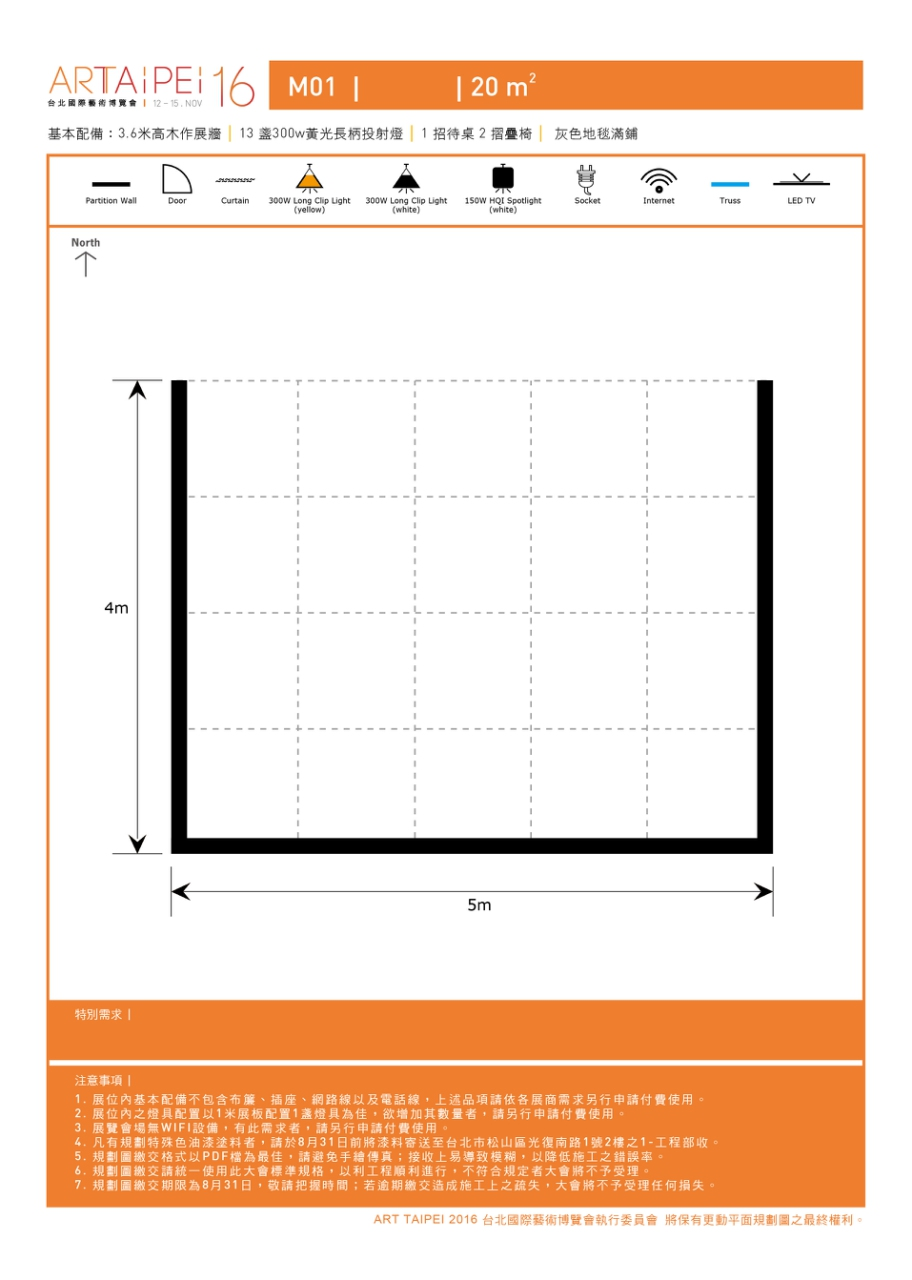 ARTTAIPEI 16
台北國際藝術博覽會 | 12 – 15 , NOV
M01 | | 20 m²
基本配備：3.6米高木作展牆 | 13 盞300w黃光長柄投射燈 | 1 招待桌 2 摺疊椅 | 灰色地毯滿鋪
Partition Wall
Door
Curtain
300W Long Clip Light (yellow)
300W Long Clip Light (white)
150W HQI Spotlight (white)
Socket
Internet
Truss
LED TV
North
4m
5m
特別需求 |
注意事項 |
1. 展位內基本配備不包含布簾、插座、網路線以及電話線，上述品項請依各展商需求另行申請付費使用。
2. 展位內之燈具配置以1米展板配置1盞燈具為佳，欲增加其數量者，請另行申請付費使用。
3. 展覽會場無WIFI設備，有此需求者，請另行申請付費使用。
4. 凡有規劃特殊色油漆塗料者，請於8月31日前將漆料寄送至台北市松山區光復南路1號2樓之1-工程部收。
5. 規劃圖繳交格式以PDF檔為最佳，請避免手繪傳真；接收上易導致模糊，以降低施工之錯誤率。
6. 規劃圖繳交請統一使用此大會標準規格，以利工程順利進行，不符合規定者大會將不予受理。
7. 規劃圖繳交期限為8月31日，敬請把握時間；若逾期繳交造成施工上之疏失，大會將不予受理任何損失。
ART TAIPEI 2016 台北國際藝術博覽會執行委員會 將保有更動平面規劃圖之最終權利。